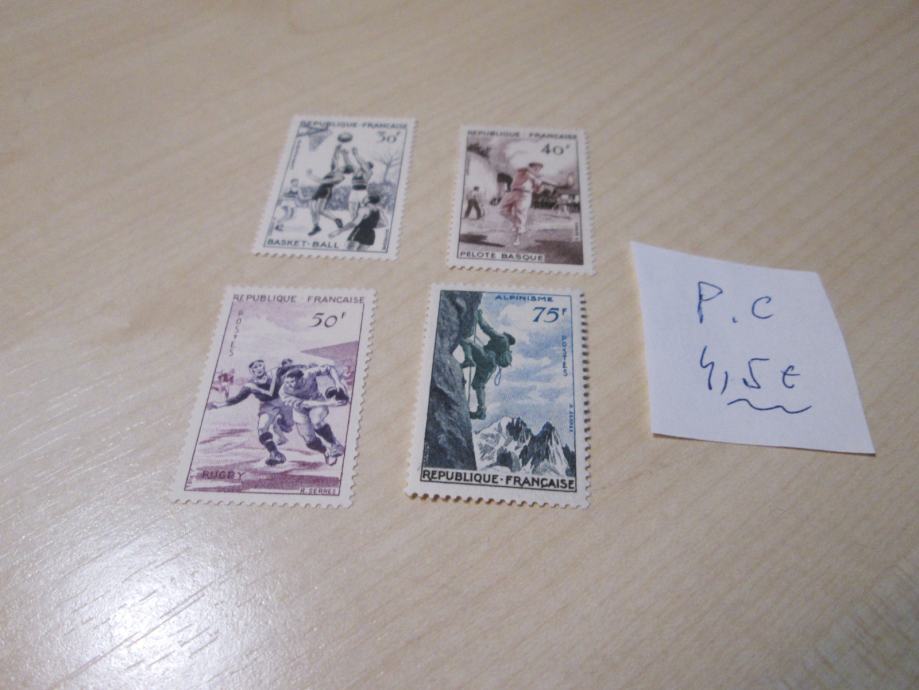 REPUBLIQUE·FRANÇAISE
30F
BASKET-BALL
REPUBLIQUE · FRANÇAISE
40F
PELOTE BASQUE
REPUBLIQUE · FRANÇAISE
50F
POSTES
RUGBY
R. SERRES
ALPINISME
75F
POSTES
REPUBLIQUE·FRANÇAISE
P.C
4,5€